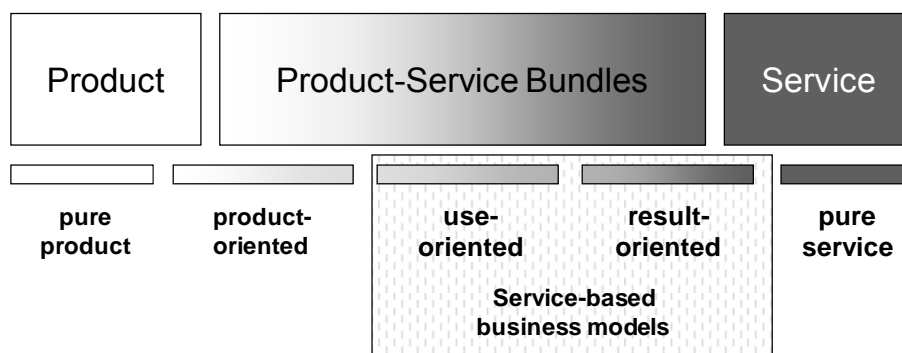 Product
Product-Service Bundles
Service
pure
product
product-
oriented
use-
oriented
result-
oriented
pure
service
Service-based
business models